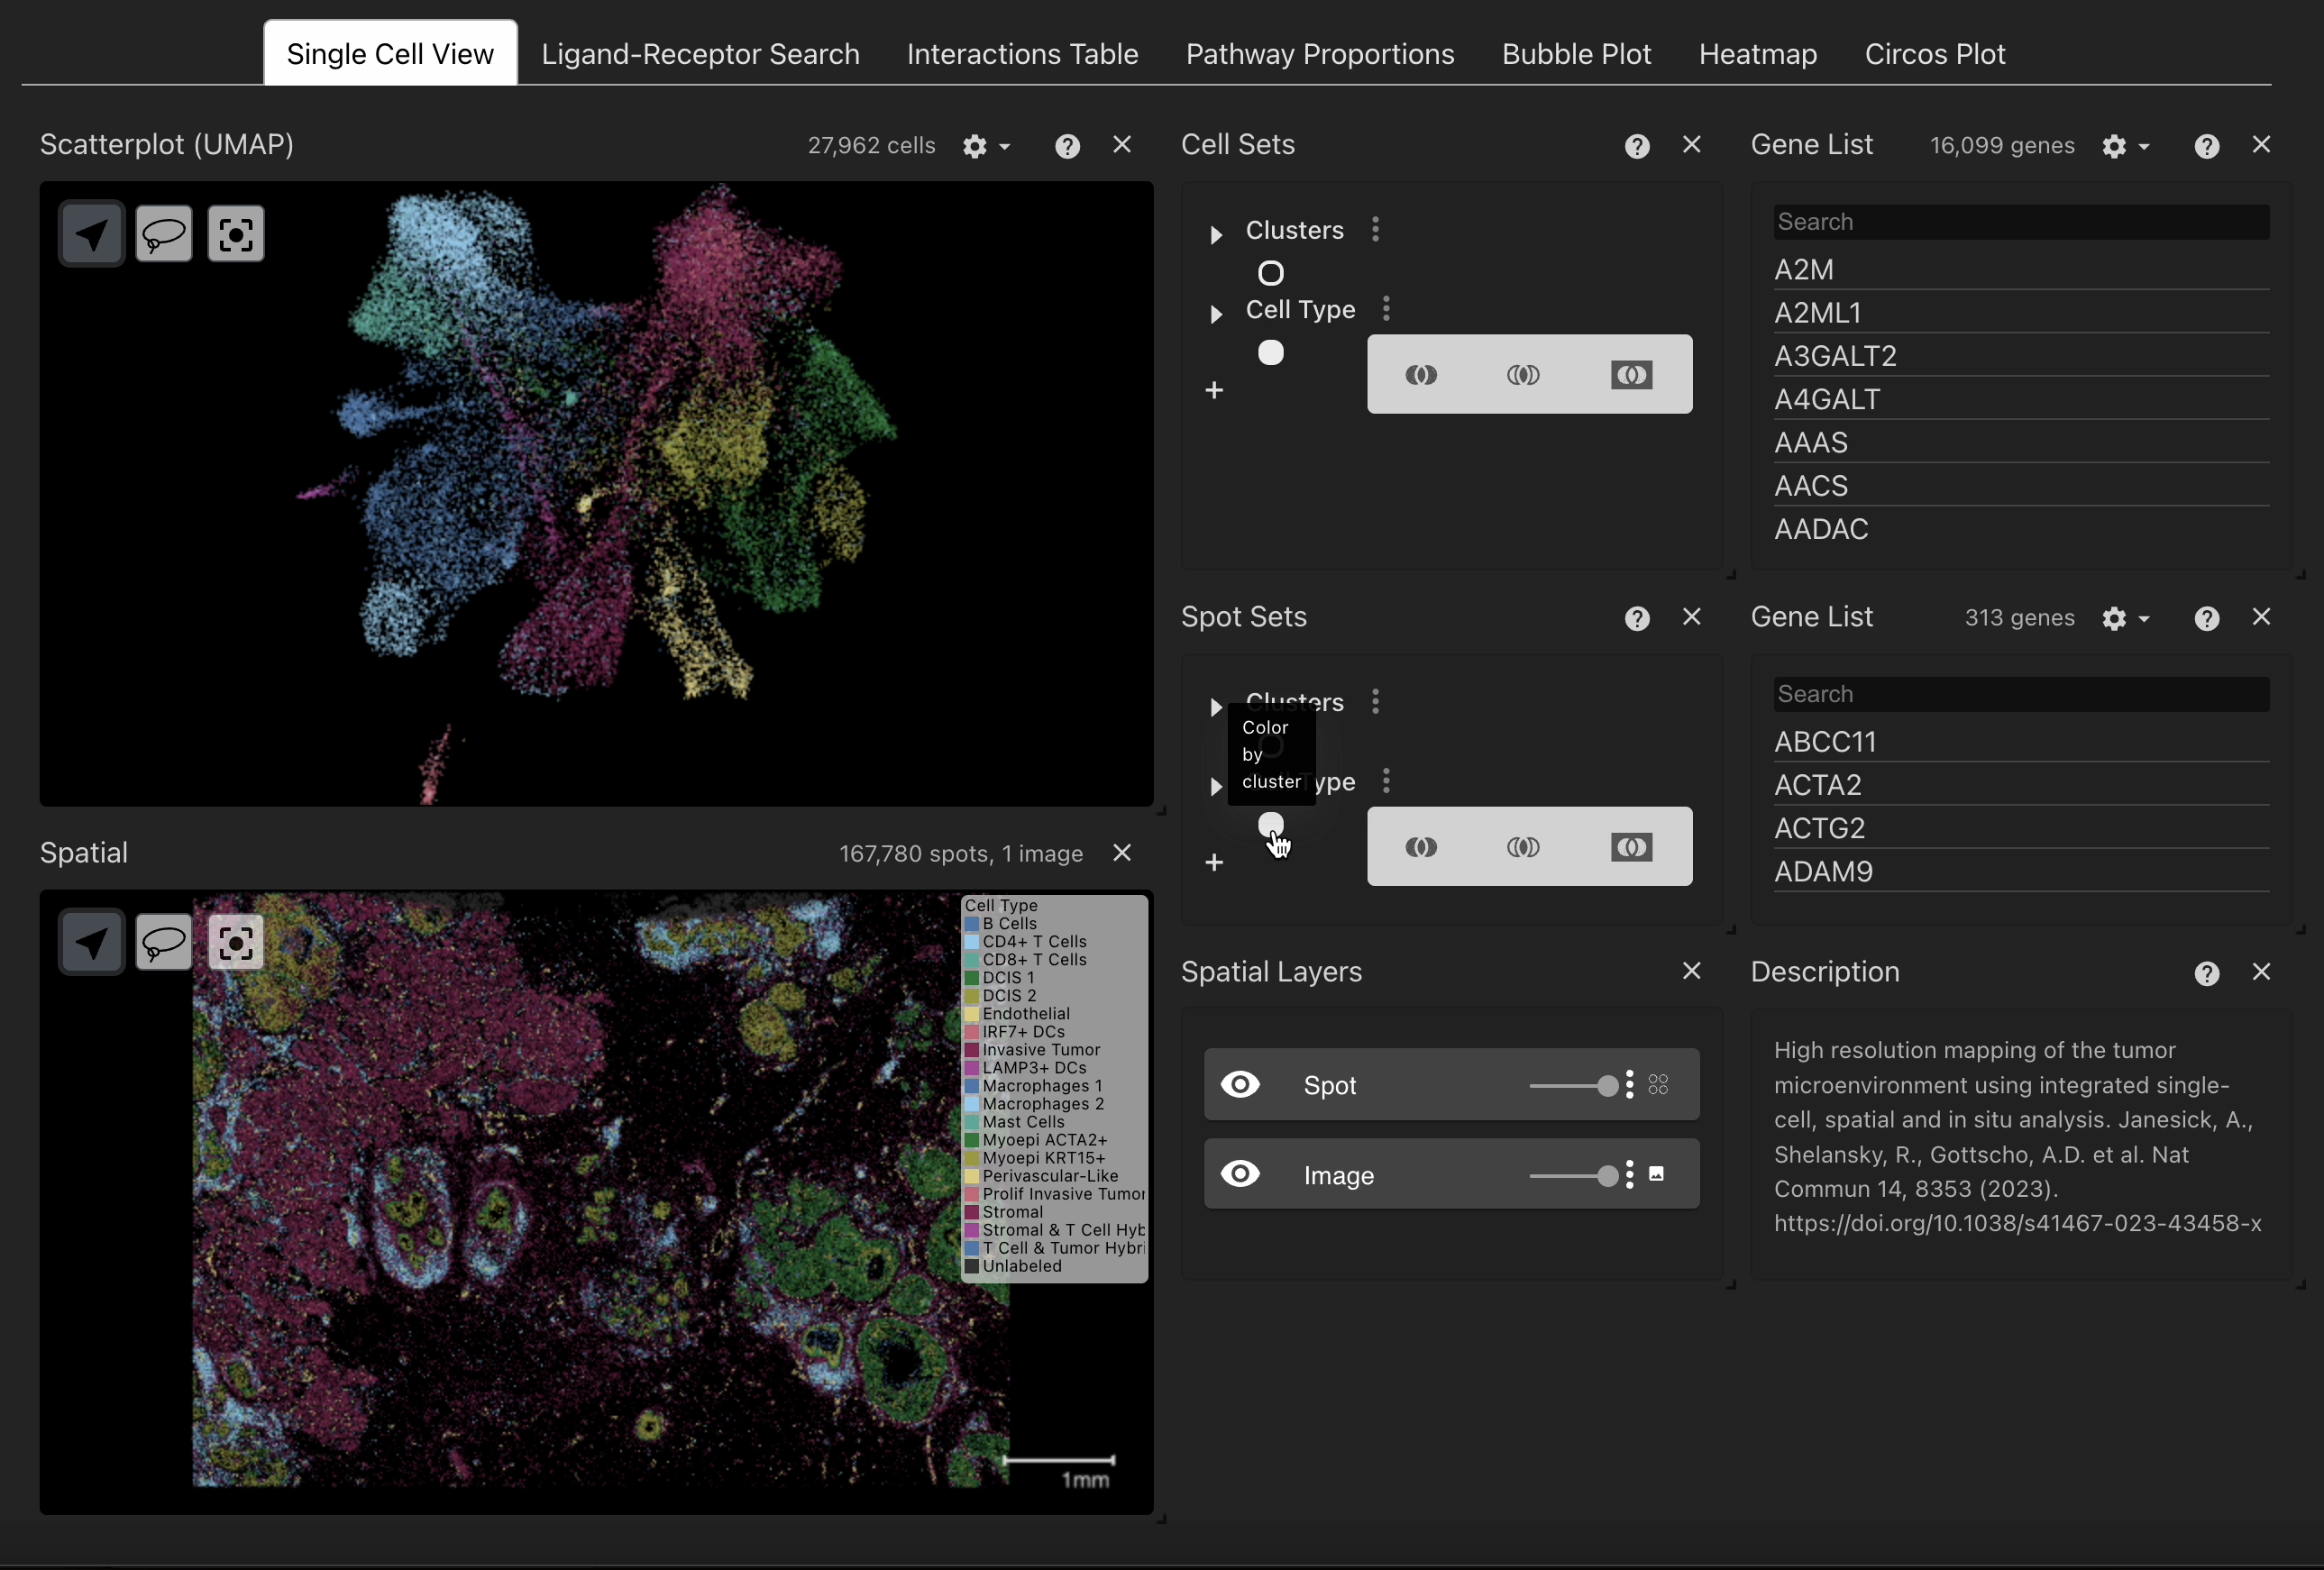 Single Cell View
Ligand-Receptor Search
Interactions Table
Pathway Proportions
Bubble Plot
Heatmap
Circos Plot
Scatterplot (UMAP)
27,962 cells
Cell Sets
Clusters
Cell Type
Gene List
16,099 genes
Search
A2M
A2ML1
A3GALT2
A4GALT
AAAS
AACS
AADAC
Spot Sets
Clusters
Color
by
cluster
Type
Gene List
313 genes
Search
ABCC11
ACTA2
ACTG2
ADAM9
Spatial
167,780 spots, 1 image
Cell Type
B Cells
CD4+ T Cells
CD8+ T Cells
DCIS 1
DCIS 2
Endothelial
IRF7+ DCs
Invasive Tumor
LAMP3+ DCs
Macrophages 1
Macrophages 2
Mast Cells
Myoepi ACTA2+
Myoepi KRT15+
Perivascular-Like
Prolif Invasive Tumor
Stromal
Stromal & T Cell Hyb
T Cell & Tumor Hybri
Unlabeled
1mm
Spatial Layers
Spot
Image
Description
High resolution mapping of the tumor
microenvironment using integrated single-
cell, spatial and in situ analysis. Janesick, A.,
Shelansky, R., Gottscho, A.D. et al. Nat
Commun 14, 8353 (2023).
https://doi.org/10.1038/s41467-023-43458-x